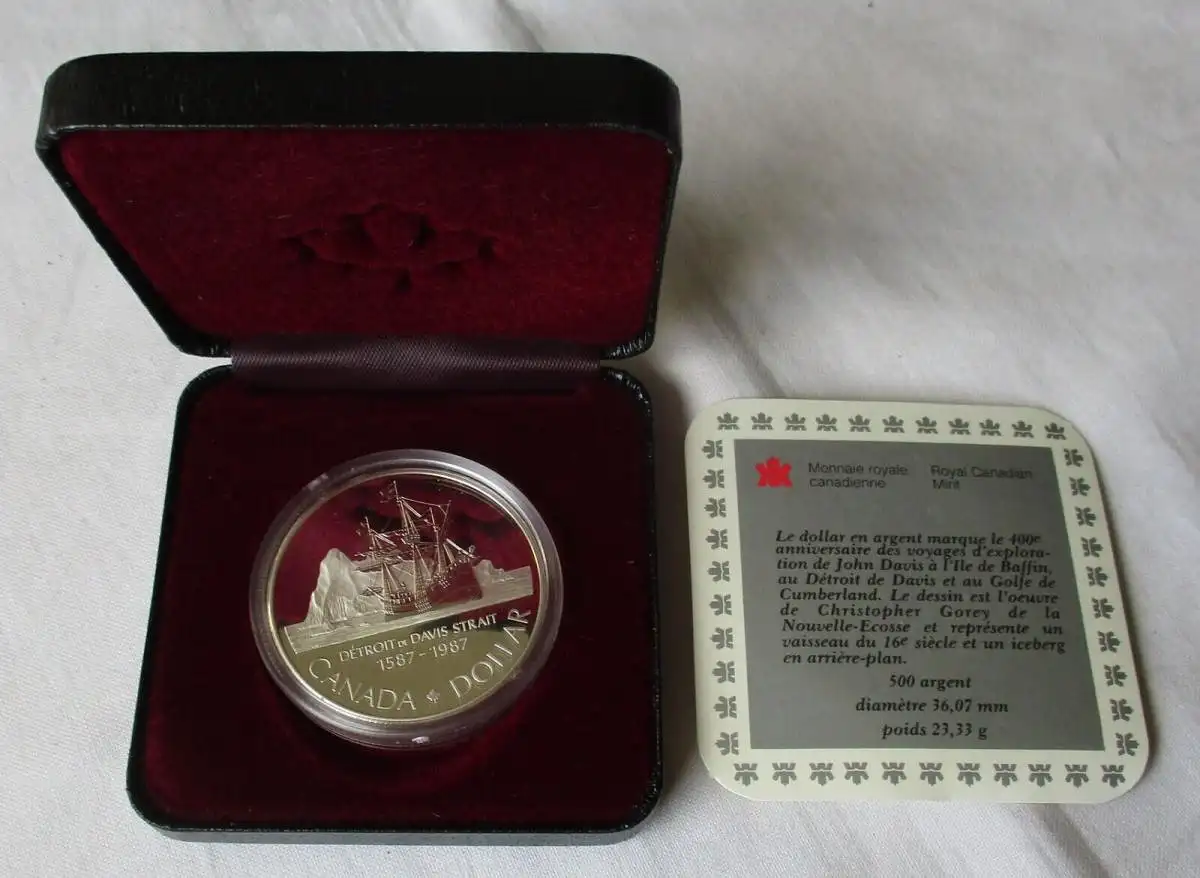 DÉTROIT DE DAVIS STRAIT
1587-1987
CANADA DOLLAR
Monnaie royale
canadienne
Royal Canadian
Mint
Le dollar en argent marque le 400e
anniversaire des voyages d'explora-
tion de John Davis à l'Ile de Baffin,
au Détroit de Davis et au Golfe de
Cumberland. Le dessin est l'oeuvre
de Christopher Gorey de la
Nouvelle-Ecosse et représente un
vaisseau du 16e siècle et un iceberg
en arrière-plan.
500 argent
diamètre 36,07 mm
poids 23,33 g